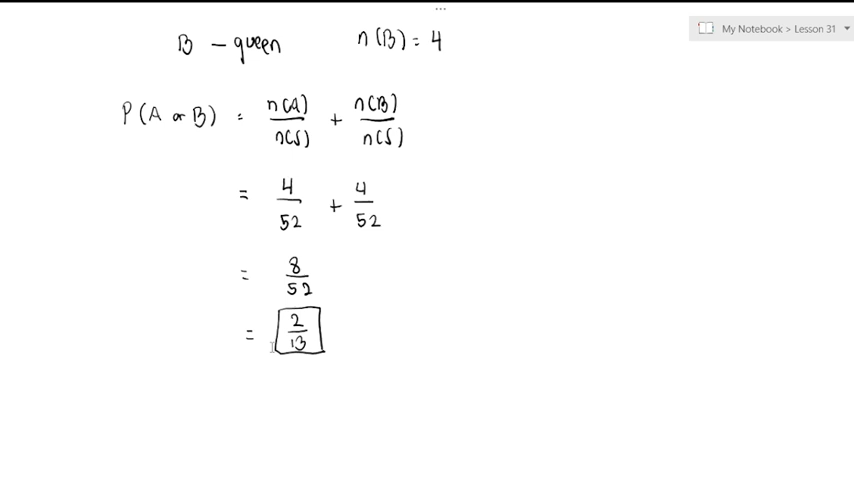 My Notebook > Lesson 31
B – queen n(B) = 4
P(A or B) = n(A)/n(S) + n(B)/n(S)
= 4/52 + 4/52
= 8/52
= 2/13